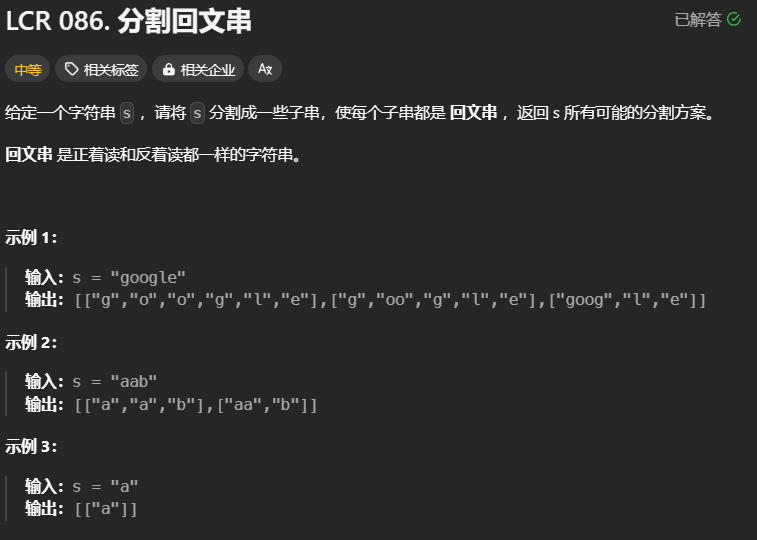 LCR 086. 分割回文串
已解答
中等 相关标签 相关企业 Aぇ
给定一个字符串 s ，请将 s 分割成一些子串，使每个子串都是 回文串 ，返回 s 所有可能的分割方案。
回文串 是正着读和反着读都一样的字符串。
示例 1：
输入：s = "google"
输出：[["g","o","o","g","l","e"],["g","oo","g","l","e"],["goog","l","e"]]
示例 2：
输入：s = "aab"
输出：[["a","a","b"],["aa","b"]]
示例 3：
输入：s = "a"
输出：[["a"]]